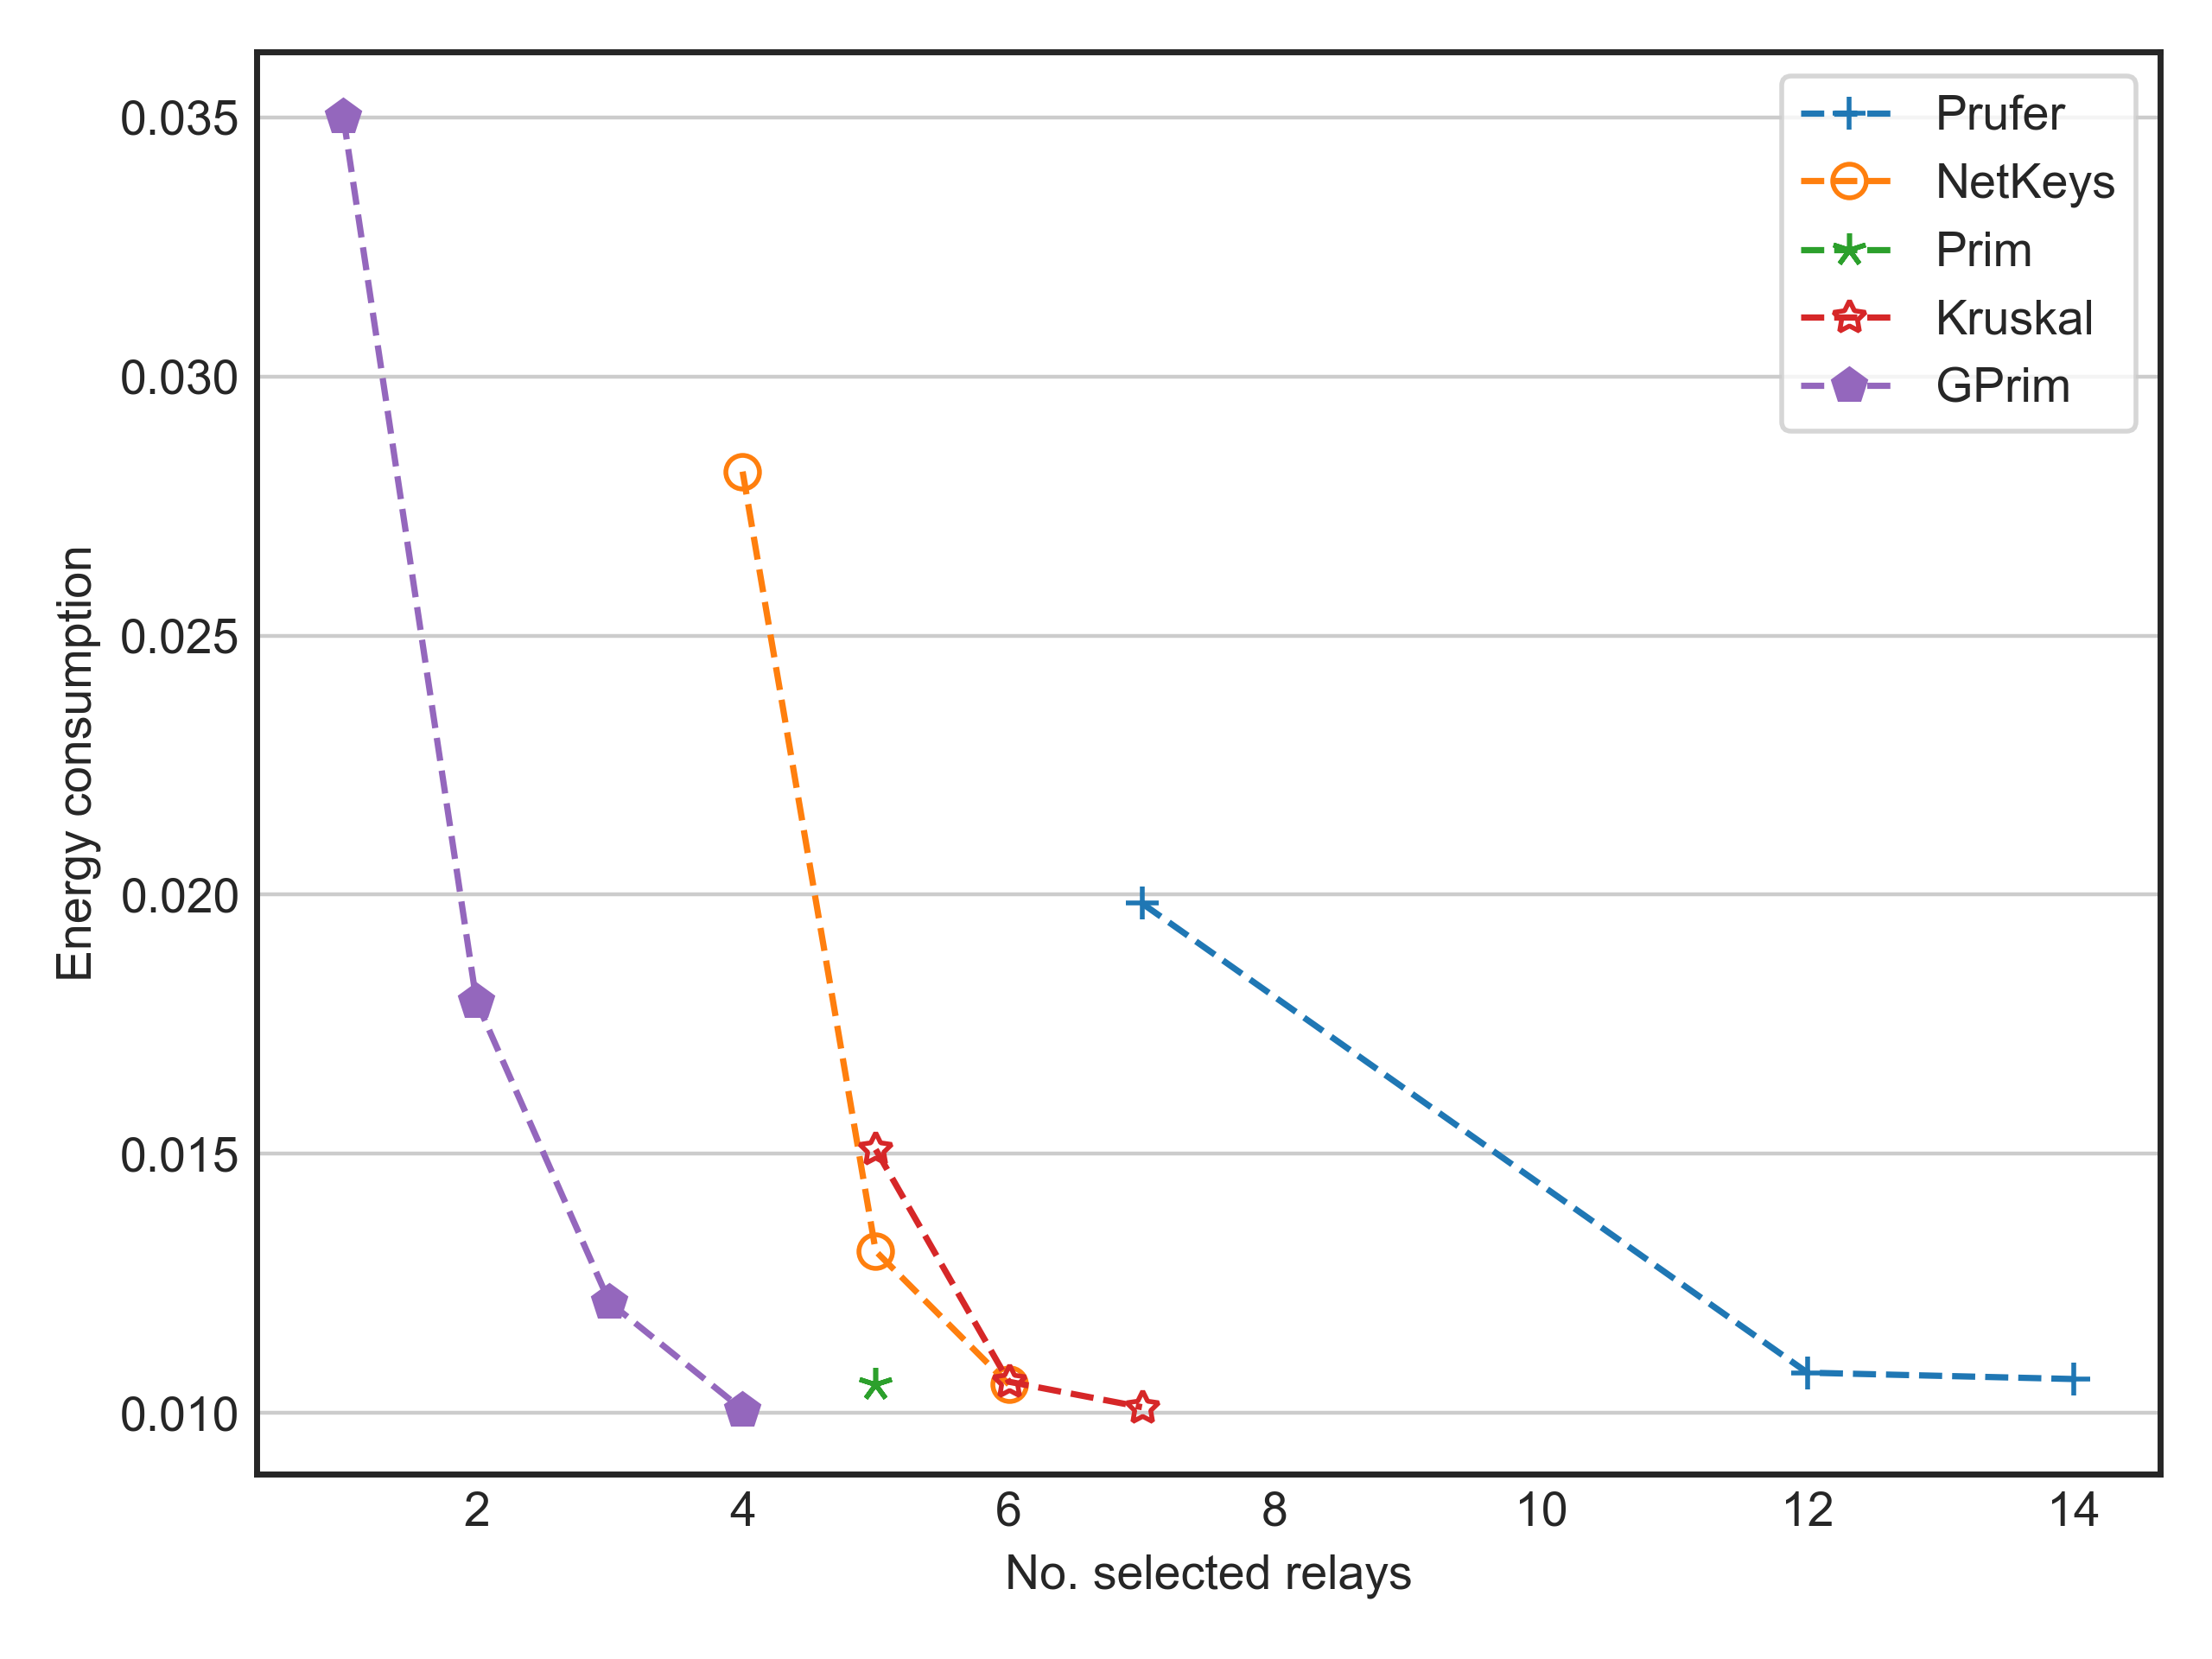 Prufer
NetKeys
Prim
Kruskal
GPrim
0.035
0.030
0.025
0.020
0.015
0.010
Energy consumption
2 4 6 8 10 12 14
No. selected relays